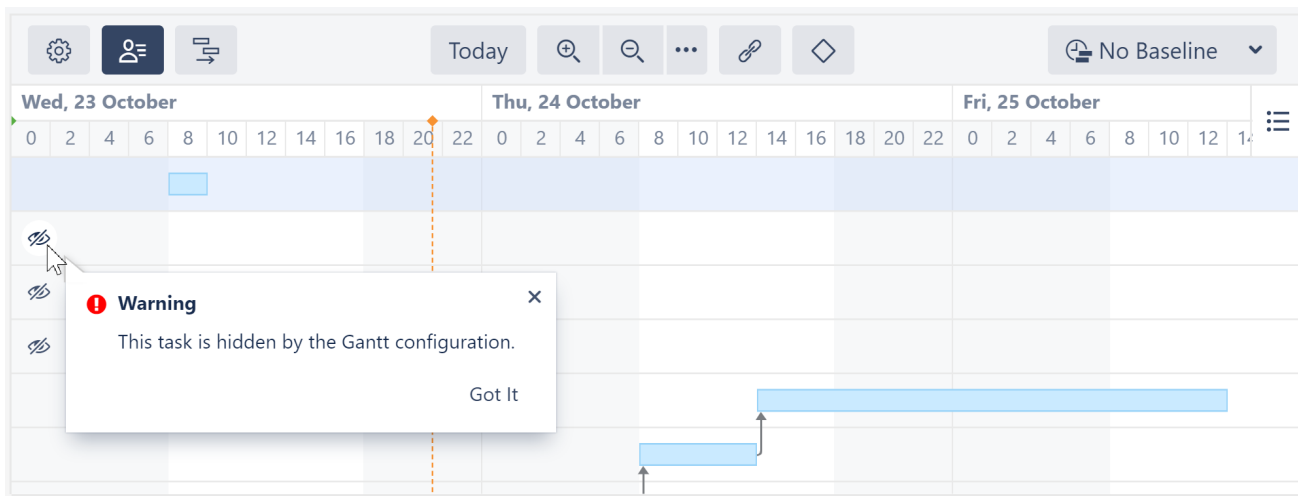 Today
•••
No Baseline
Wed, 23 October Thu, 24 October Fri, 25 October
0 2 4 6 8 10 12 14 16 18 20 22 0 2 4 6 8 10 12 14 16 18 20 22 0 2 4 6 8 10 12 14
Warning
This task is hidden by the Gantt configuration.
Got It